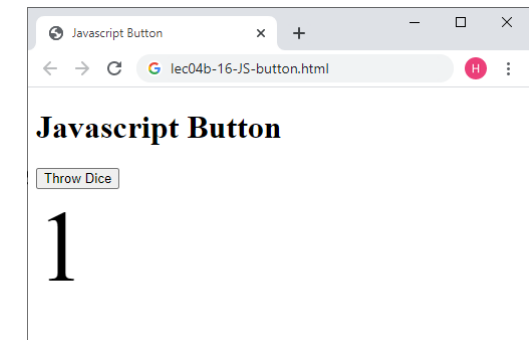 Javascript Button
lec04b-16-JS-button.html
H
Javascript Button
Throw Dice
1